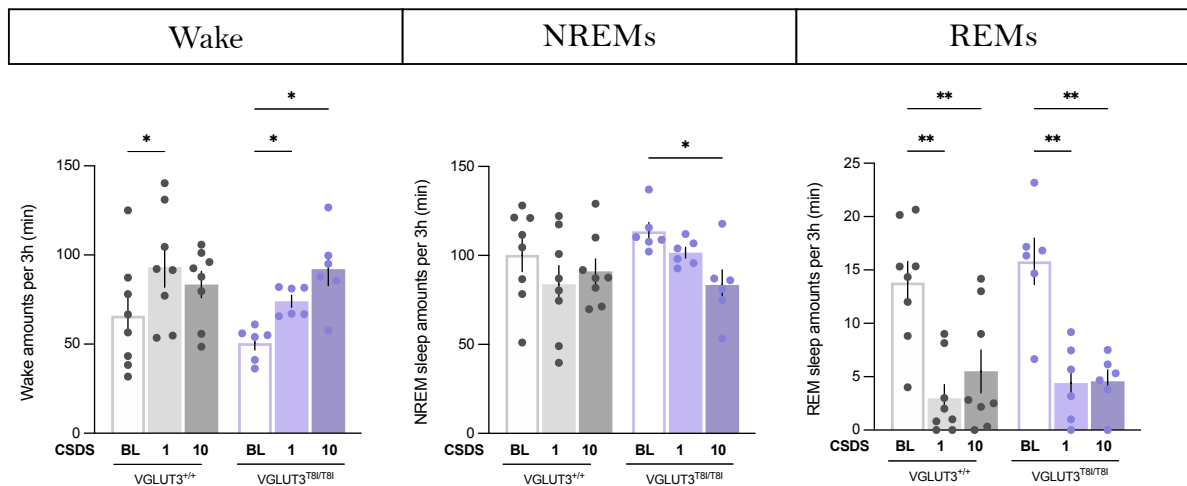 Wake
NREMs
REMs
Wake amounts per 3h (min)
150
100
50
0
*
*
*
CSDS BL 1 10 BL 1 10
VGLUT3+/+ VGLUT3T8I/T8I
NREM sleep amounts per 3h (min)
150
100
50
0
*
BL 1 10 BL 1 10
CSDS
VGLUT3+/+ VGLUT3T8I/T8I
REM sleep amounts per 3h (min)
25
20
15
10
5
0
**
**
**
**
CSDS BL 1 10 BL 1 10
VGLUT3+/+ VGLUT3T8I/T8I